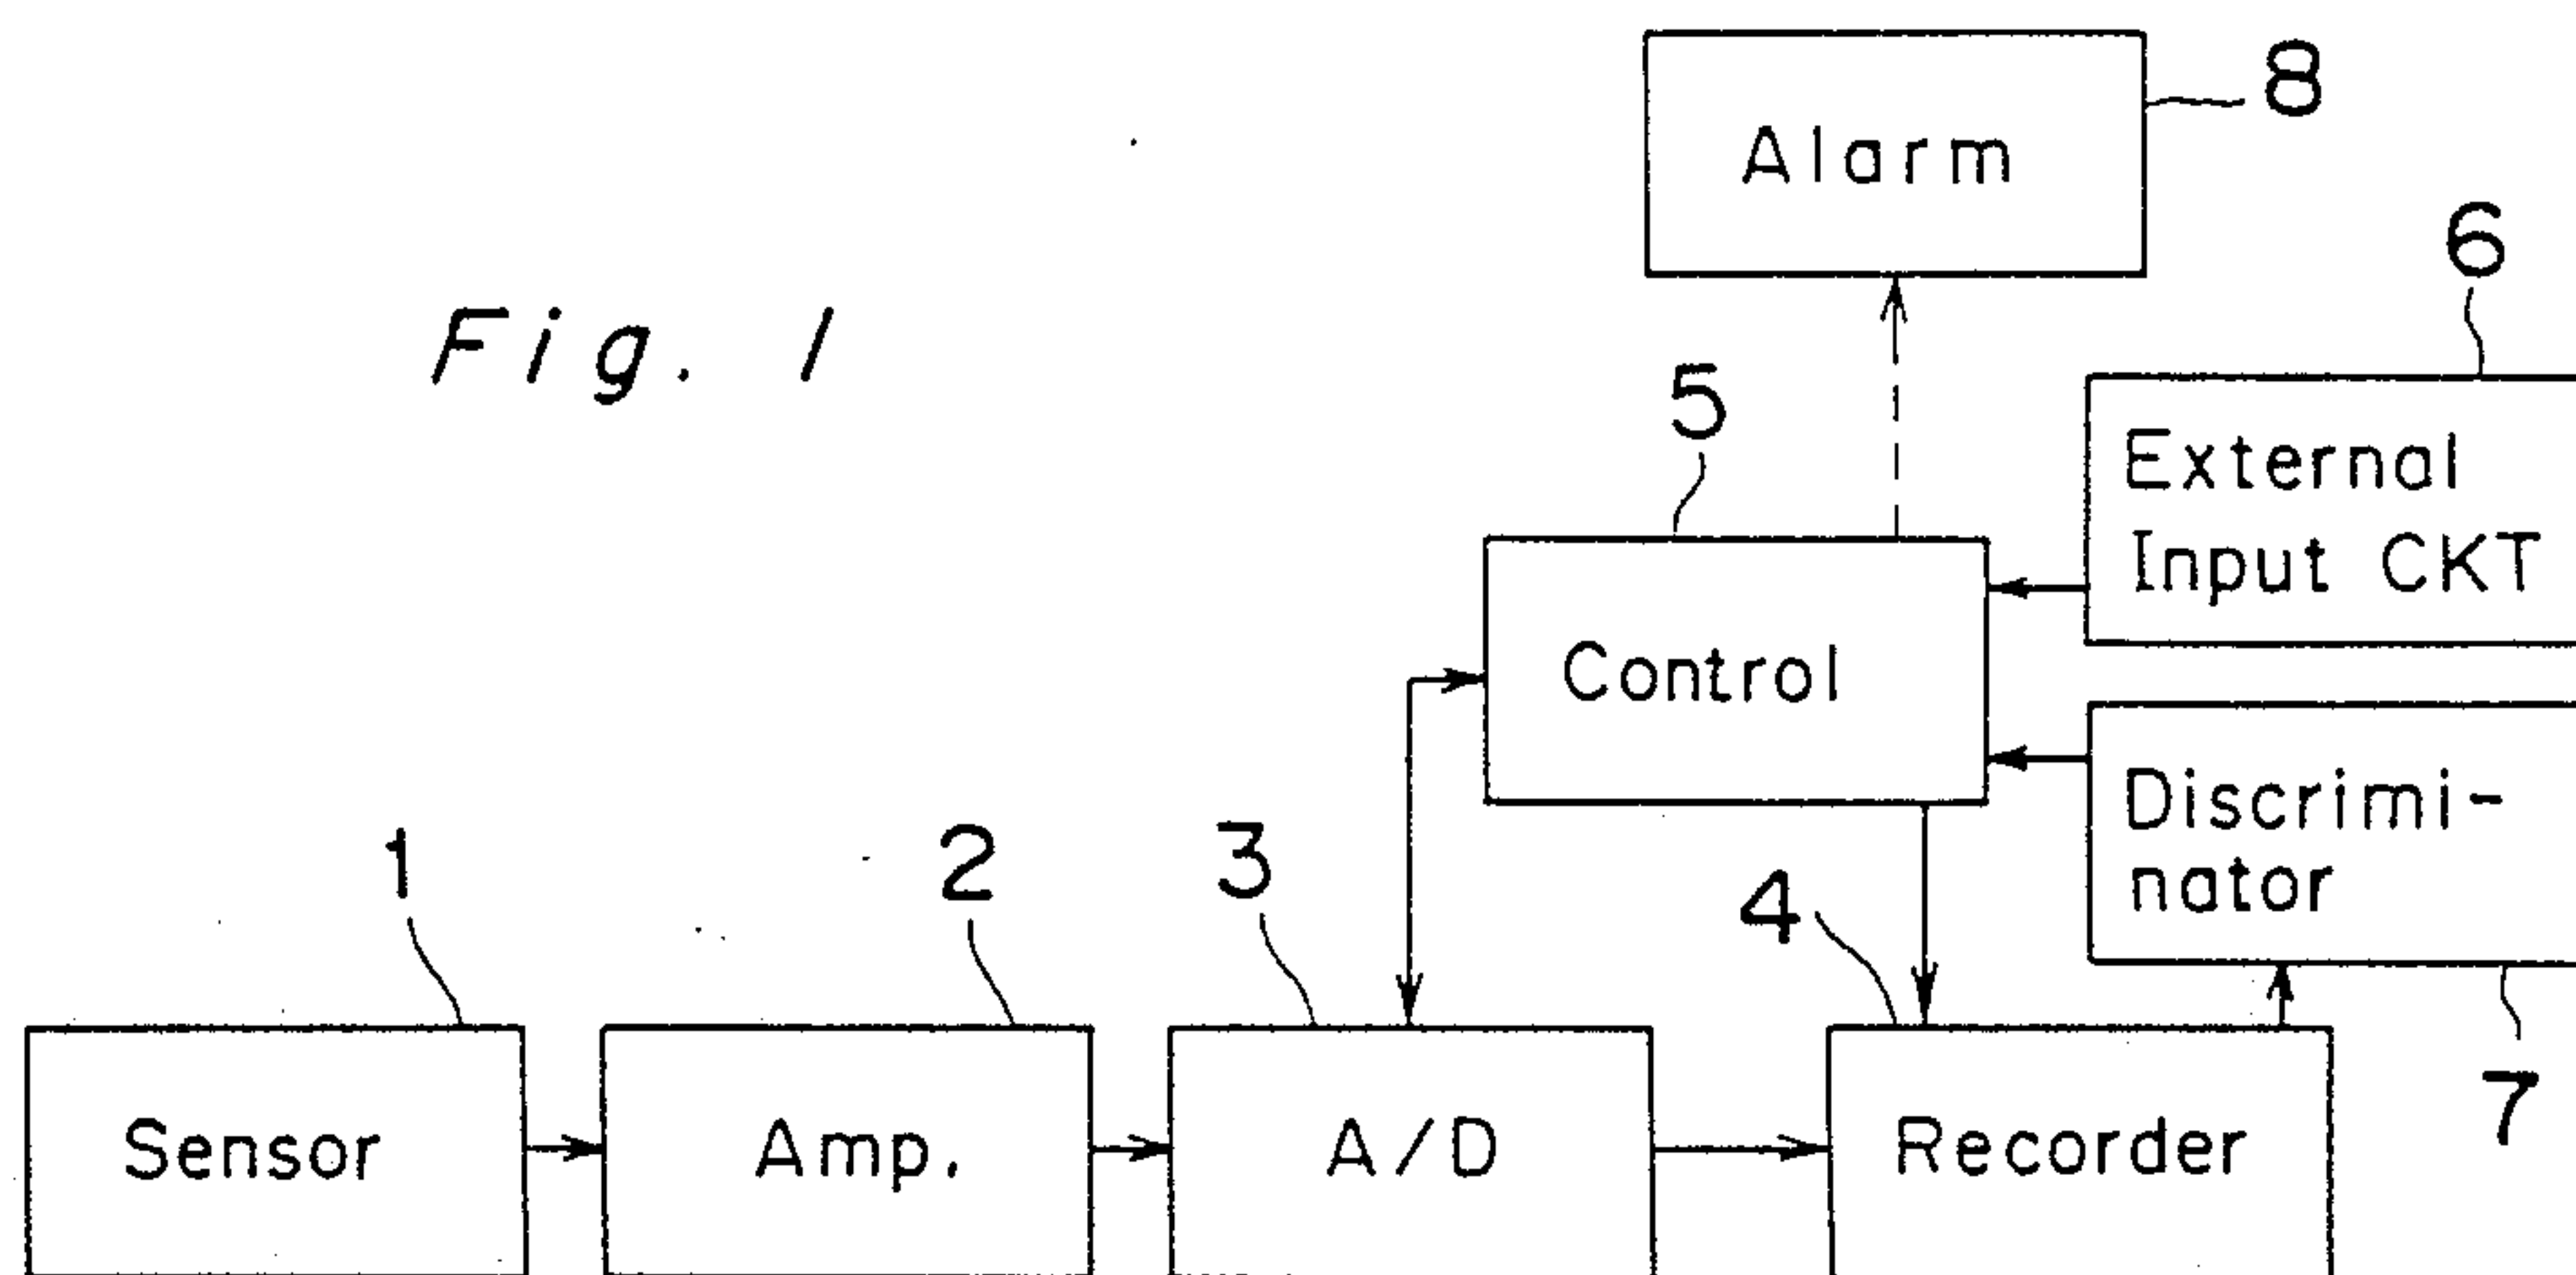 8
Alarm
6
Fig. 1
5
External
Input CKT
Control
Discrimi-
nator
1
2
3
4
7
Sensor
Amp.
A/D
Recorder